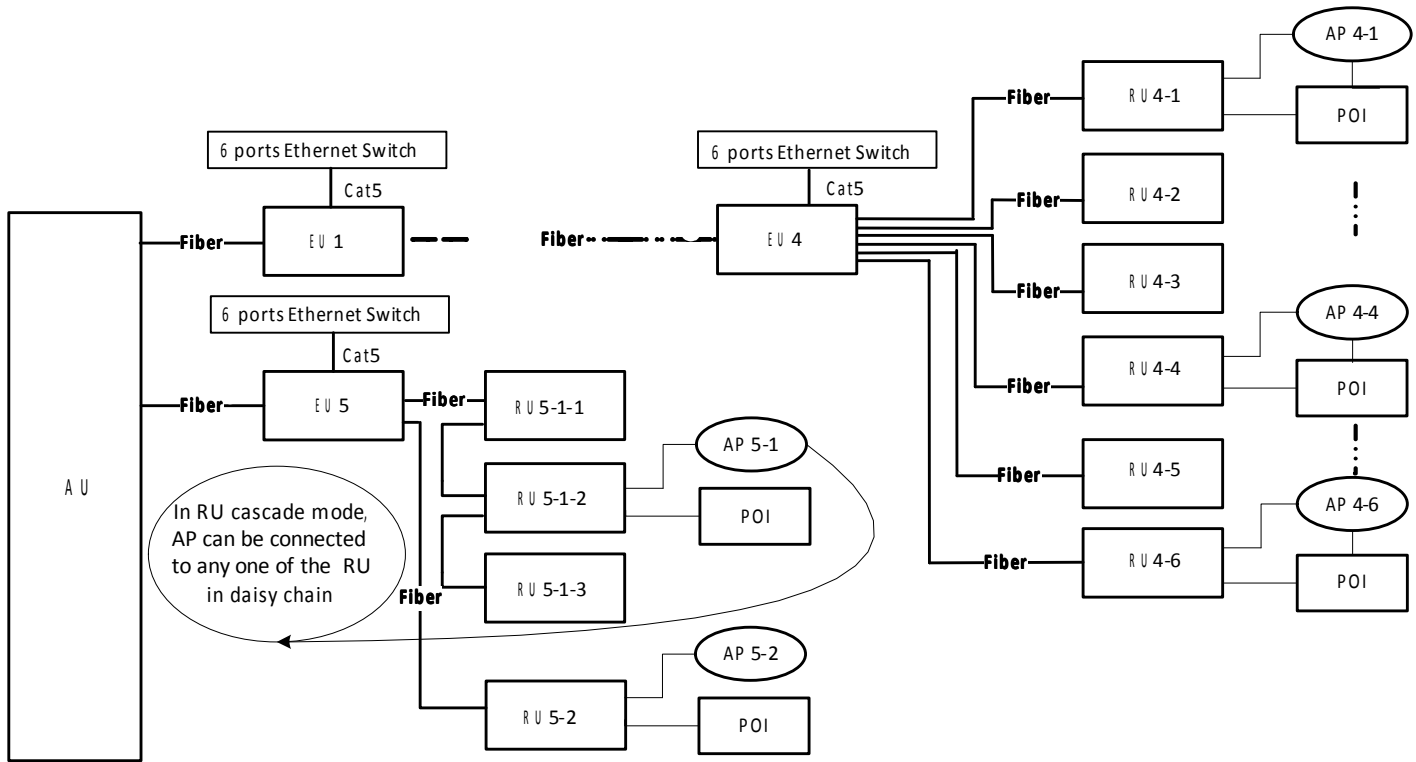 AP 4-1
Fiber
RU 4-1
POI
6 ports Ethernet Switch
6 ports Ethernet Switch
Cat5
Cat5
Fiber
RU 4-2
Fiber
EU 1
Fiber
EU 4
Fiber
RU 4-3
6 ports Ethernet Switch
AP 4-4
Cat5
RU 4-4
POI
Fiber
Fiber
EU 5
Fiber
RU 5-1-1
AP 5-1
Fiber
RU 4-5
AU
RU 5-1-2
POI
AP 4-6
In RU cascade mode,
AP can be connected
to any one of the RU
in daisy chain
Fiber
RU 4-6
POI
Fiber
RU 5-1-3
AP 5-2
RU 5-2
POI